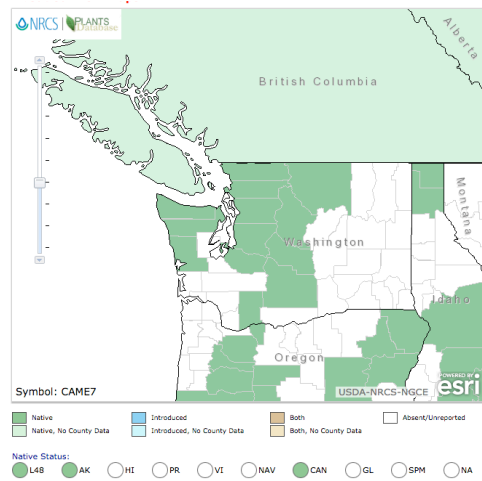 NRCS PLANTS
Database
Alberta
British Columbia
Montana
Washington
Idaho
Oregon
POWERED BY
esri
Symbol: CAME7
USDA-NRCS-NGCE
Native
Introduced
Both
Absent/Unreported
Native, No County Data
Introduced, No County Data
Both, No County Data
Native Status:
L48 AK HI PR VI NAV CAN GL SPM NA